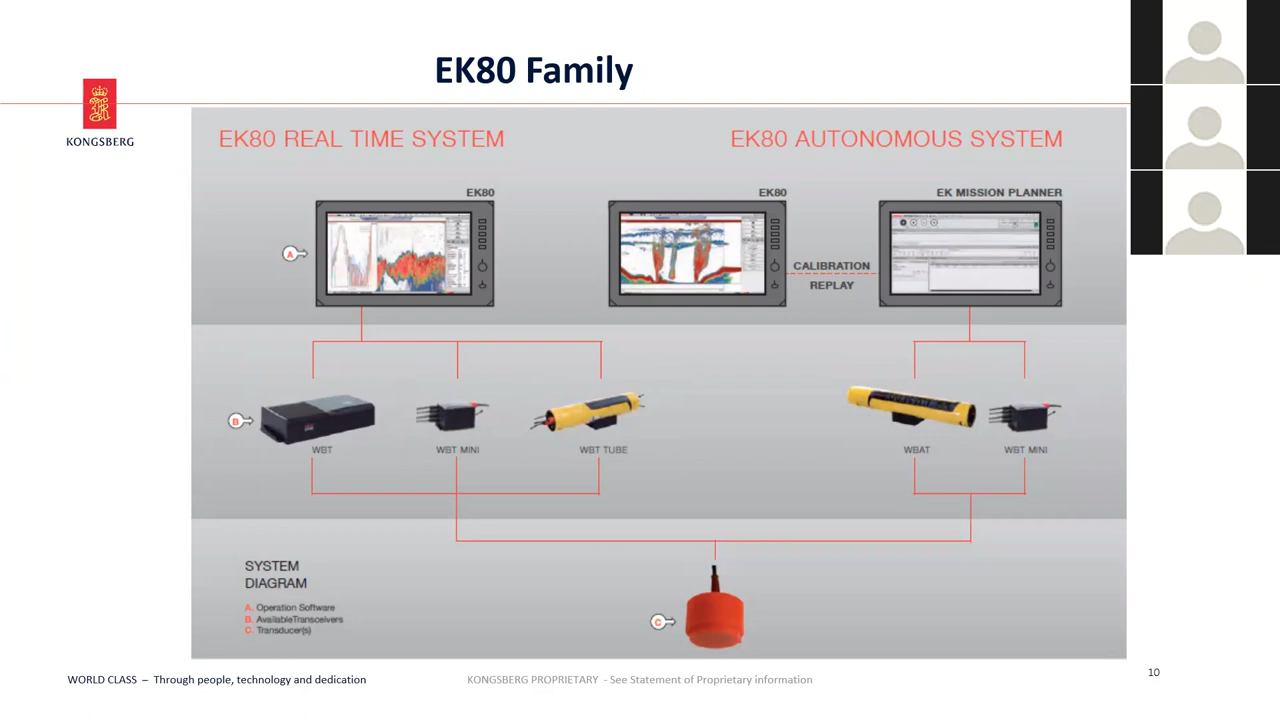 EK80 Family
KONGSBERG
EK80 REAL TIME SYSTEM
EK80 AUTONOMOUS SYSTEM
EK80
EK80
EK MISSION PLANNER
A
CALIBRATION
REPLAY
B
WBT
WBT MINI
WBT TUBE
WBAT
WBT MINI
SYSTEM
DIAGRAM
A. Operation Software
B. AvailableTransceivers
C. Transducer(s)
C
WORLD CLASS – Through people, technology and dedication
KONGSBERG PROPRIETARY - See Statement of Proprietary information
10